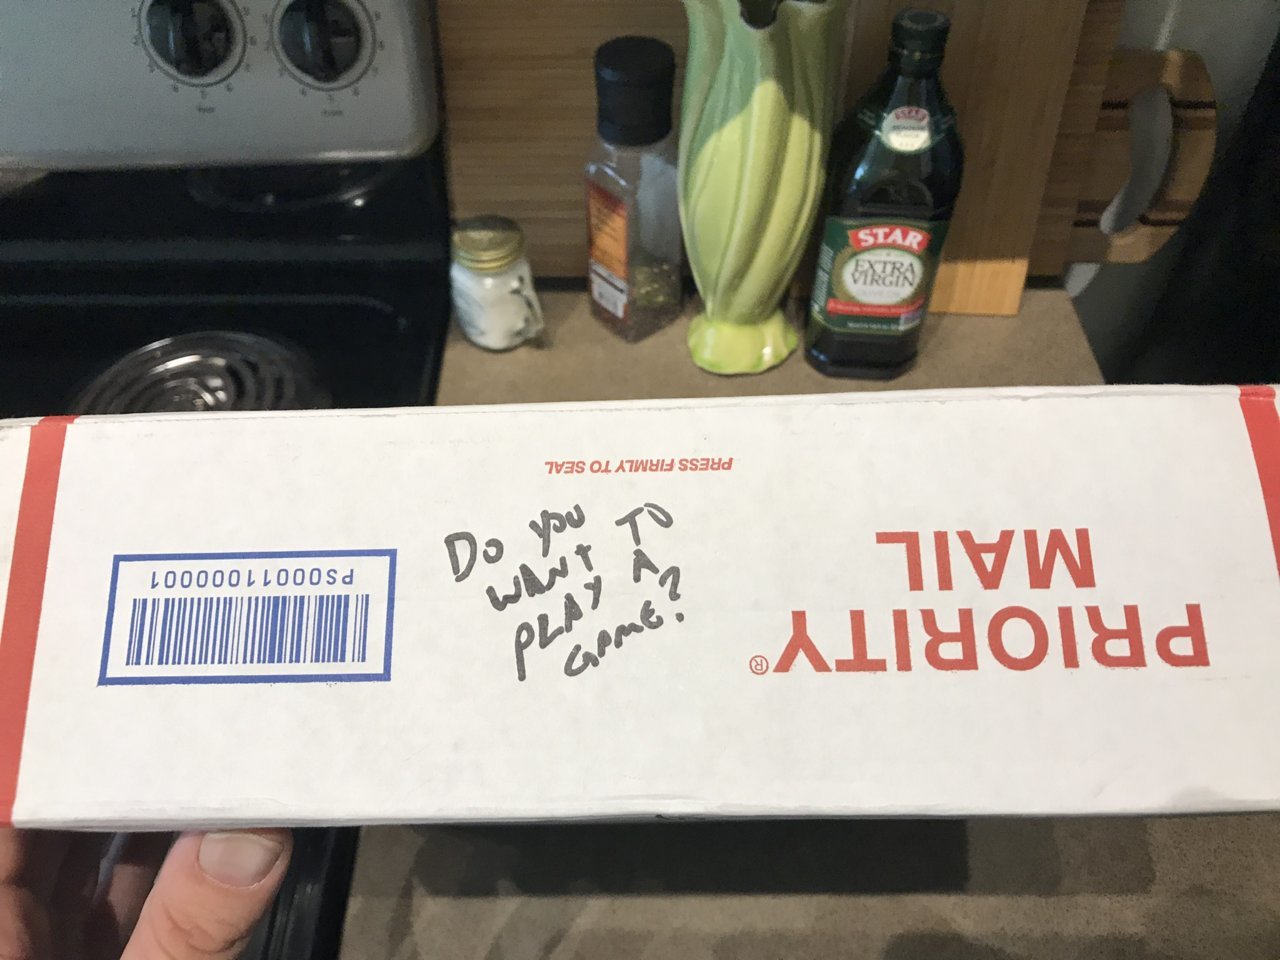 STAR
EXTRA
VIRGIN
PRESS FIRMLY TO SEAL
Do you
WANT TO
PLAY A
GAME?
PS00011000001
PRIORITY®
MAIL